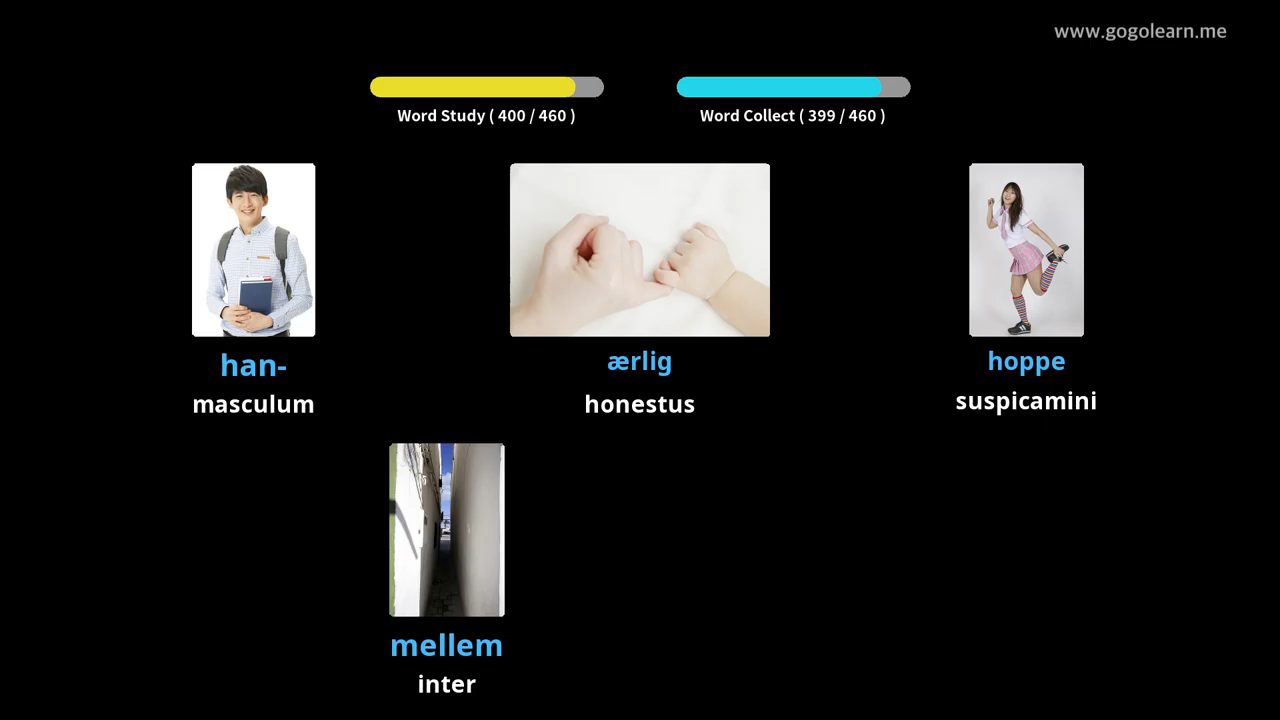 www.gogolearn.me
Word Study ( 400 / 460 )
Word Collect ( 399 / 460 )
han-
masculum
ærlig
honestus
hoppe
suspicamini
mellem
inter